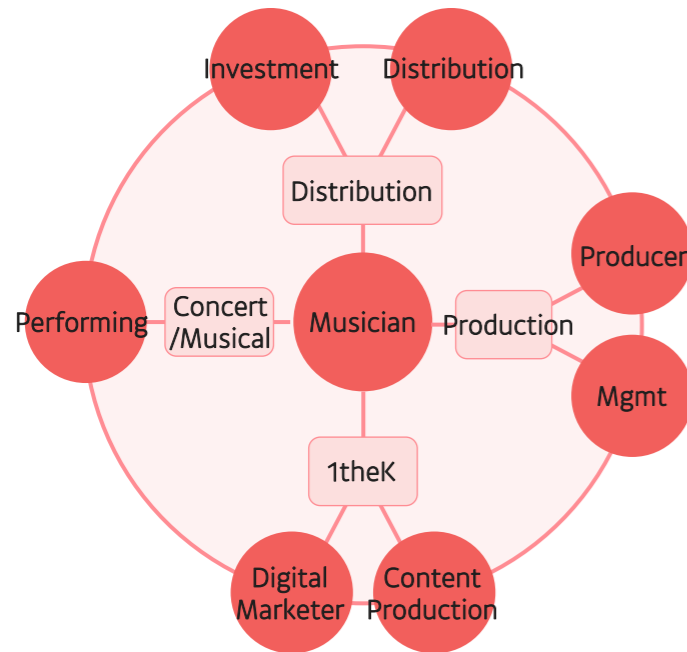 Investment
Distribution
Distribution
Producer
Performing
Concert
/Musical
Musician
Production
Mgmt
1theK
Digital
Marketer
Content
Production